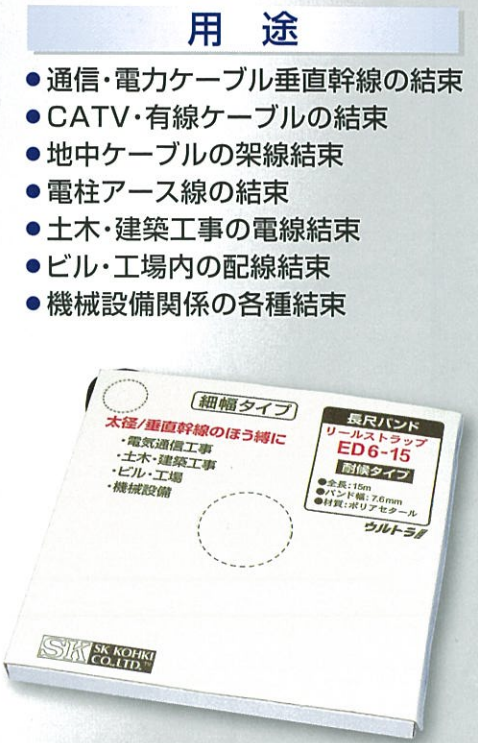 用 途
●通信・電力ケーブル垂直幹線の結束
●CATV・有線ケーブルの結束
●地中ケーブルの架線結束
●電柱アース線の結束
●土木・建築工事の電線結束
●ビル・工場内の配線結束
●機械設備関係の各種結束
細幅タイプ
太径/垂直幹線のほう縛に
・電気通信工事
・土木・建築工事
・ビル・工場
・機械設備
長尺バンド
リールストラップ
ED6-15
耐候タイプ
●全長:15m
●バンド幅:7.6mm
●材質:ポリアセタール
ウルトラ
SK SK KOHKI
CO.,LTD.™